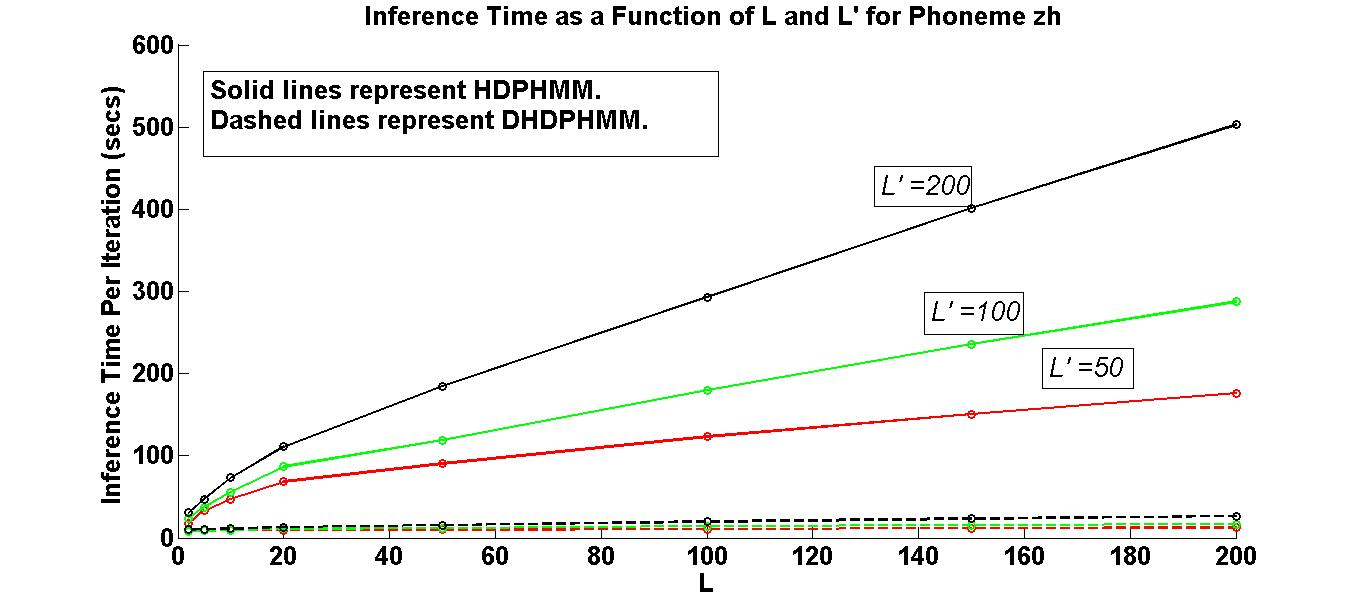 Inference Time as a Function of L and L' for Phoneme zh
600
Solid lines represent HDPHMM.
Dashed lines represent DHDPHMM.
500
400
300
200
100
0
Inference Time Per Iteration (secs)
L' =200
L' =100
L' =50
0 20 40 60 80 100 120 140 160 180 200
L